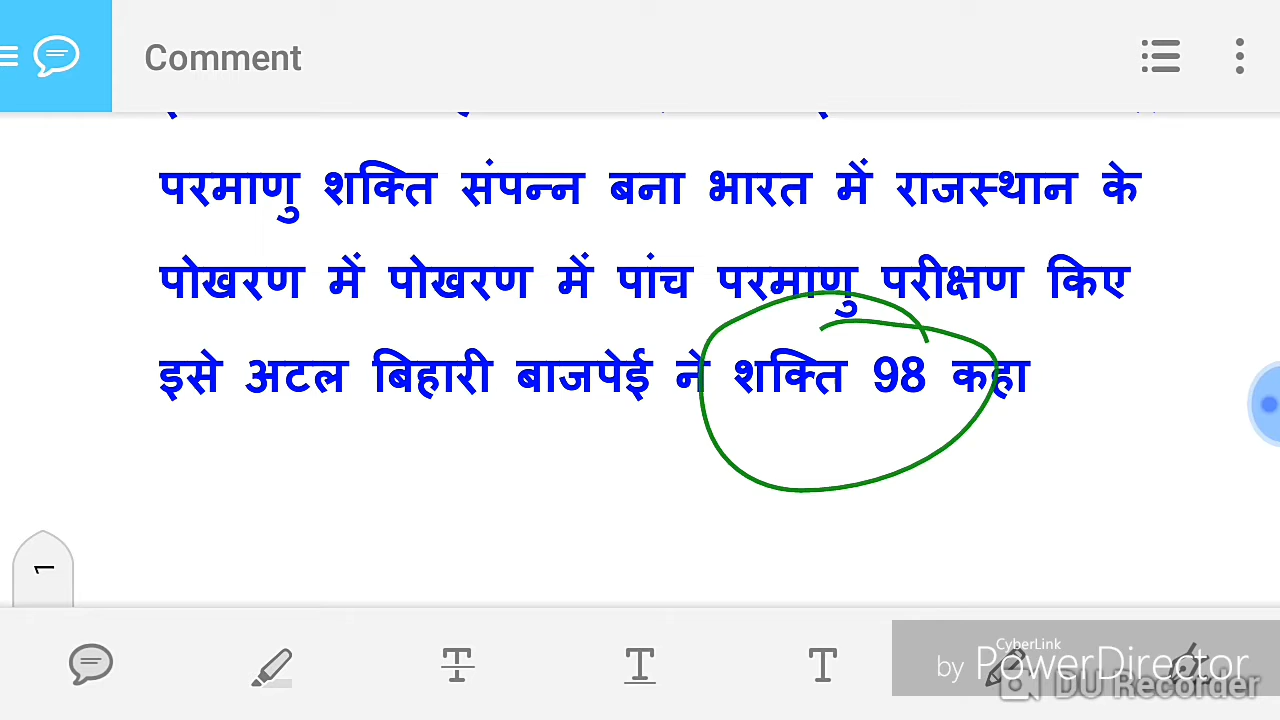 Comment
परमाणु शक्ति संपन्न बना भारत में राजस्थान के
पोखरण में पोखरण में पांच परमाणु परीक्षण किए
इसे अटल बिहारी बाजपेई ने शक्ति 98 कहा
1
T T T
CyberLink
by PowerDirector
DU Recorder